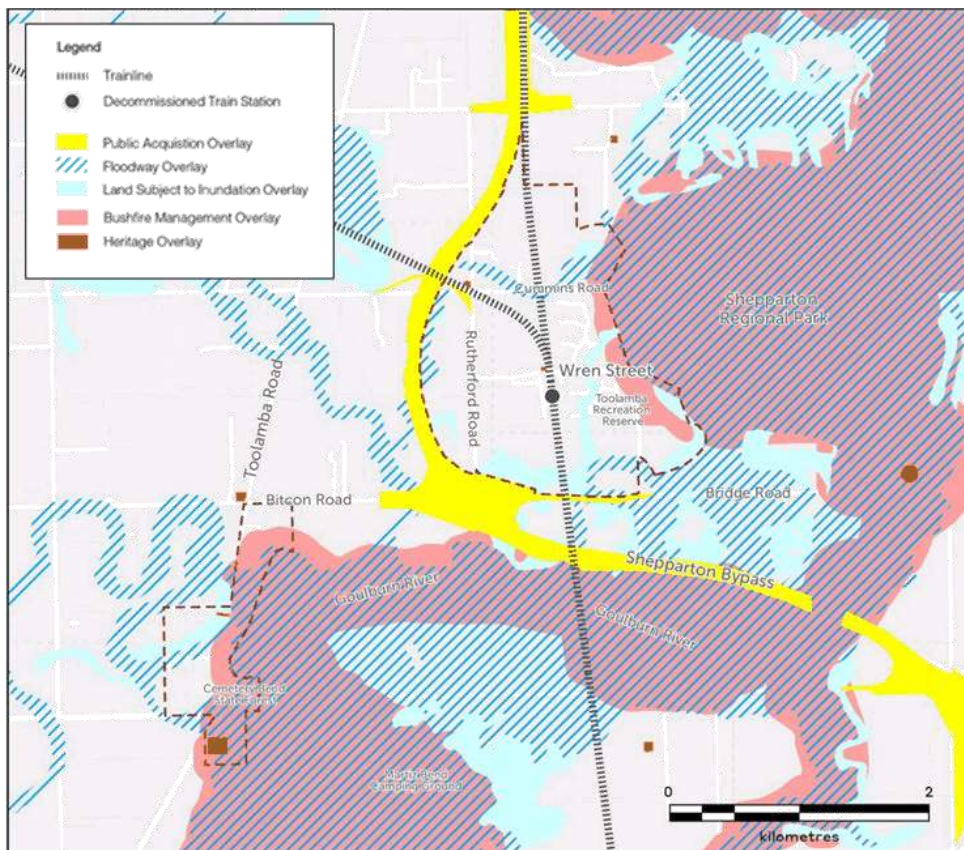 Legend
Trainline
Decommissoned Train Station
Public Acquistion Overlay
Floodway Overlay
Land Subject to Inundation Overlay
Bushfire Management Overlay
Heritage Overlay
Cummins Road
Shepparton
Regional Park
Rutherford Road
Wren Street
Toolamba
Recreation
Reserve
Toolamba Road
Bitcon Road
Bridge Road
Shepparton Bypass
Goulburn River
Goulburn River
Cemetery Bend
State Forest
Camping Ground
0
2
kilometres